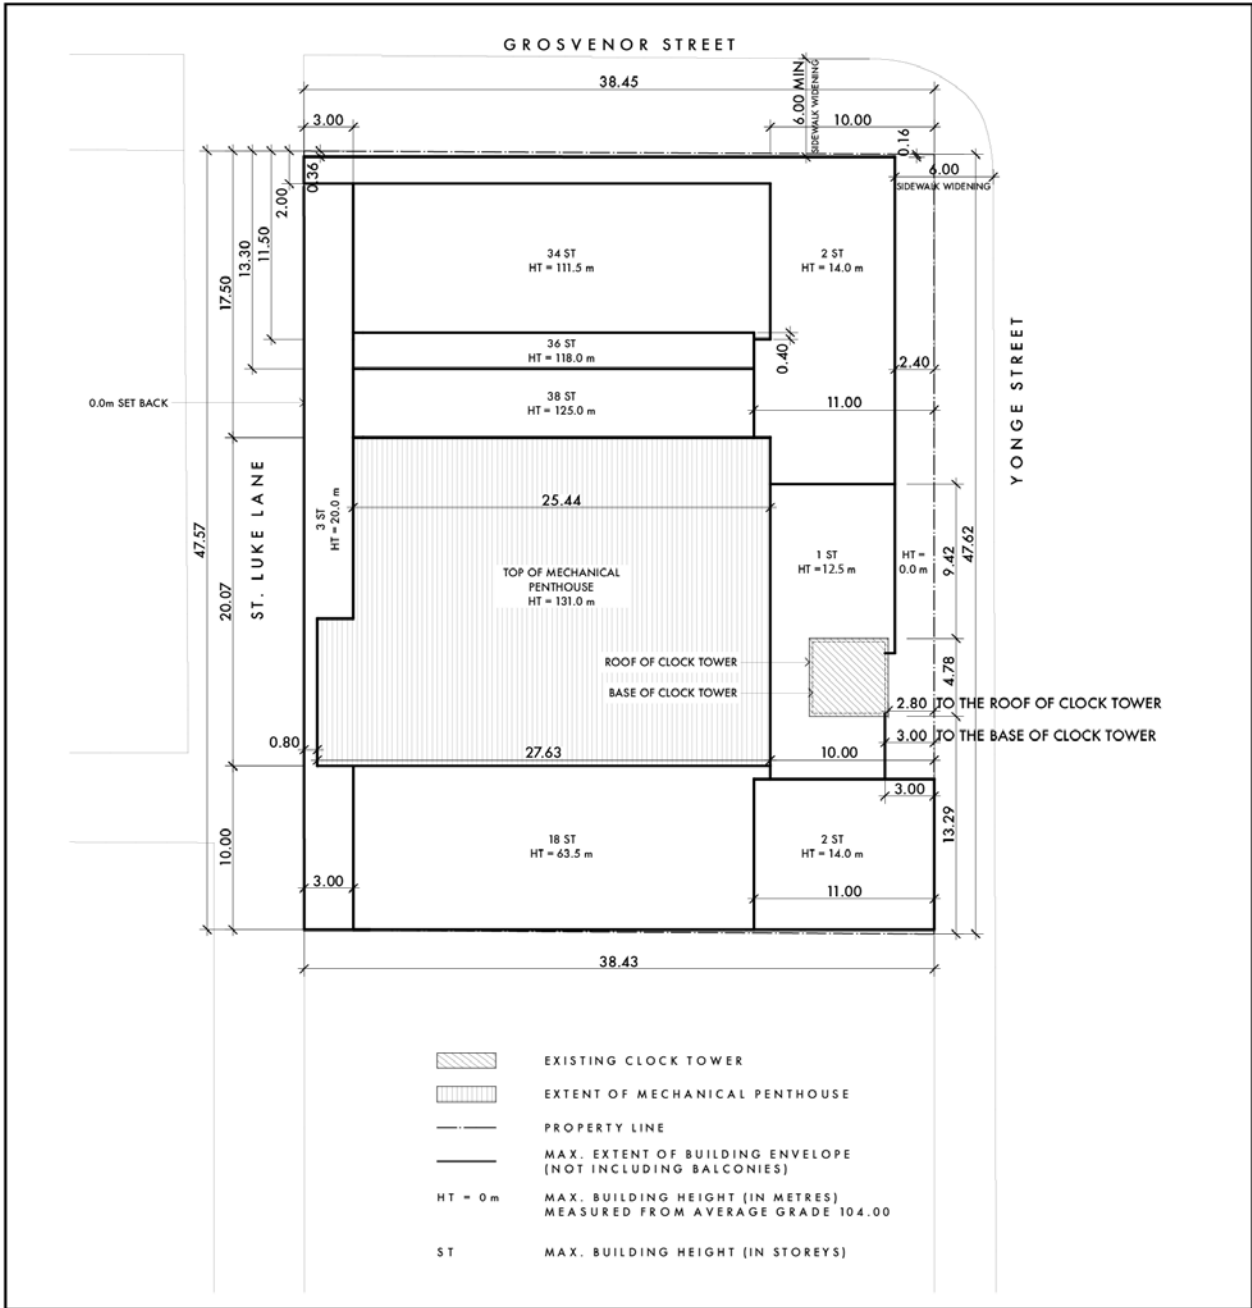 GROSVENOR STREET
38.45
6.00 MIN
SIDEWALK WIDENING
3.00
10.00
0.16
6.00
SIDEWALK WIDENING
0.36
2.00
11.50
13.30
17.50
34 ST
HT = 111.5 m
2 ST
HT = 14.0 m
36 ST
HT = 118.0 m
0.40
2.40
YONGE STREET
0.0m SET BACK
38 ST
HT = 125.0 m
11.00
ST. LUKE LANE
3 ST
HT = 20.0 m
25.44
47.57
20.07
TOP OF MECHANICAL
PENTHOUSE
HT = 131.0 m
1 ST
HT =12.5 m
HT =
0.0 m
9.42
47.62
ROOF OF CLOCK TOWER
BASE OF CLOCK TOWER
4.78
2.80 TO THE ROOF OF CLOCK TOWER
3.00 TO THE BASE OF CLOCK TOWER
0.80
27.63
10.00
3.00
13.29
10.00
18 ST
HT = 63.5 m
2 ST
HT = 14.0 m
3.00
11.00
38.43
EXISTING CLOCK TOWER
EXTENT OF MECHANICAL PENTHOUSE
PROPERTY LINE
MAX. EXTENT OF BUILDING ENVELOPE
(NOT INCLUDING BALCONIES)
HT = 0 m MAX. BUILDING HEIGHT (IN METRES)
MEASURED FROM AVERAGE GRADE 104.00
ST MAX. BUILDING HEIGHT (IN STOREYS)